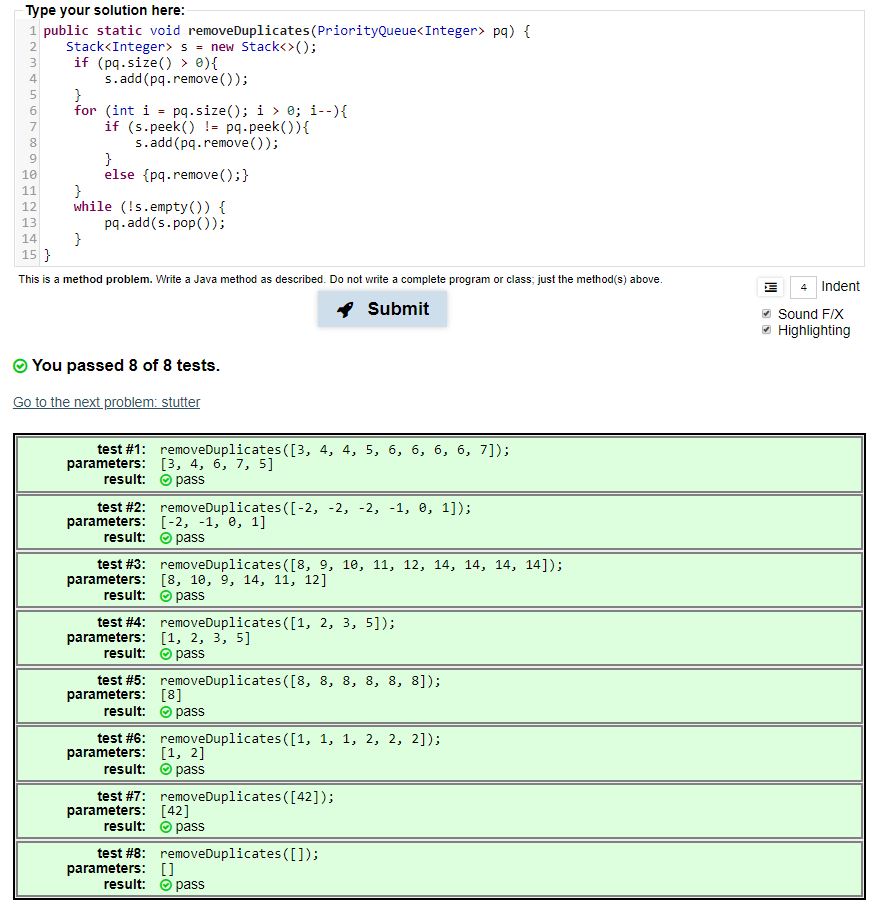 Type your solution here:
1 public static void removeDuplicates(PriorityQueue<Integer> pq) {
2    Stack<Integer> s = new Stack<>();
3     if (pq.size() > 0){
4         s.add(pq.remove());
5     }
6     for (int i = pq.size(); i > 0; i--){
7         if (s.peek() != pq.peek()){
8             s.add(pq.remove());
9         }
10         else {pq.remove();}
11     }
12     while (!s.empty()) {
13         pq.add(s.pop());
14     }
15 }
This is a method problem. Write a Java method as described. Do not write a complete program or class; just the method(s) above.
4 Indent
Submit
Sound F/X
Highlighting
You passed 8 of 8 tests.
Go to the next problem: stutter
test #1: removeDuplicates([3, 4, 4, 5, 6, 6, 6, 6, 7]);
parameters: [3, 4, 6, 7, 5]
result: pass
test #2: removeDuplicates([-2, -2, -2, -1, 0, 1]);
parameters: [-2, -1, 0, 1]
result: pass
test #3: removeDuplicates([8, 9, 10, 11, 12, 14, 14, 14, 14]);
parameters: [8, 10, 9, 14, 11, 12]
result: pass
test #4: removeDuplicates([1, 2, 3, 5]);
parameters: [1, 2, 3, 5]
result: pass
test #5: removeDuplicates([8, 8, 8, 8, 8, 8]);
parameters: [8]
result: pass
test #6: removeDuplicates([1, 1, 1, 2, 2, 2]);
parameters: [1, 2]
result: pass
test #7: removeDuplicates([42]);
parameters: [42]
result: pass
test #8: removeDuplicates([]);
parameters: []
result: pass